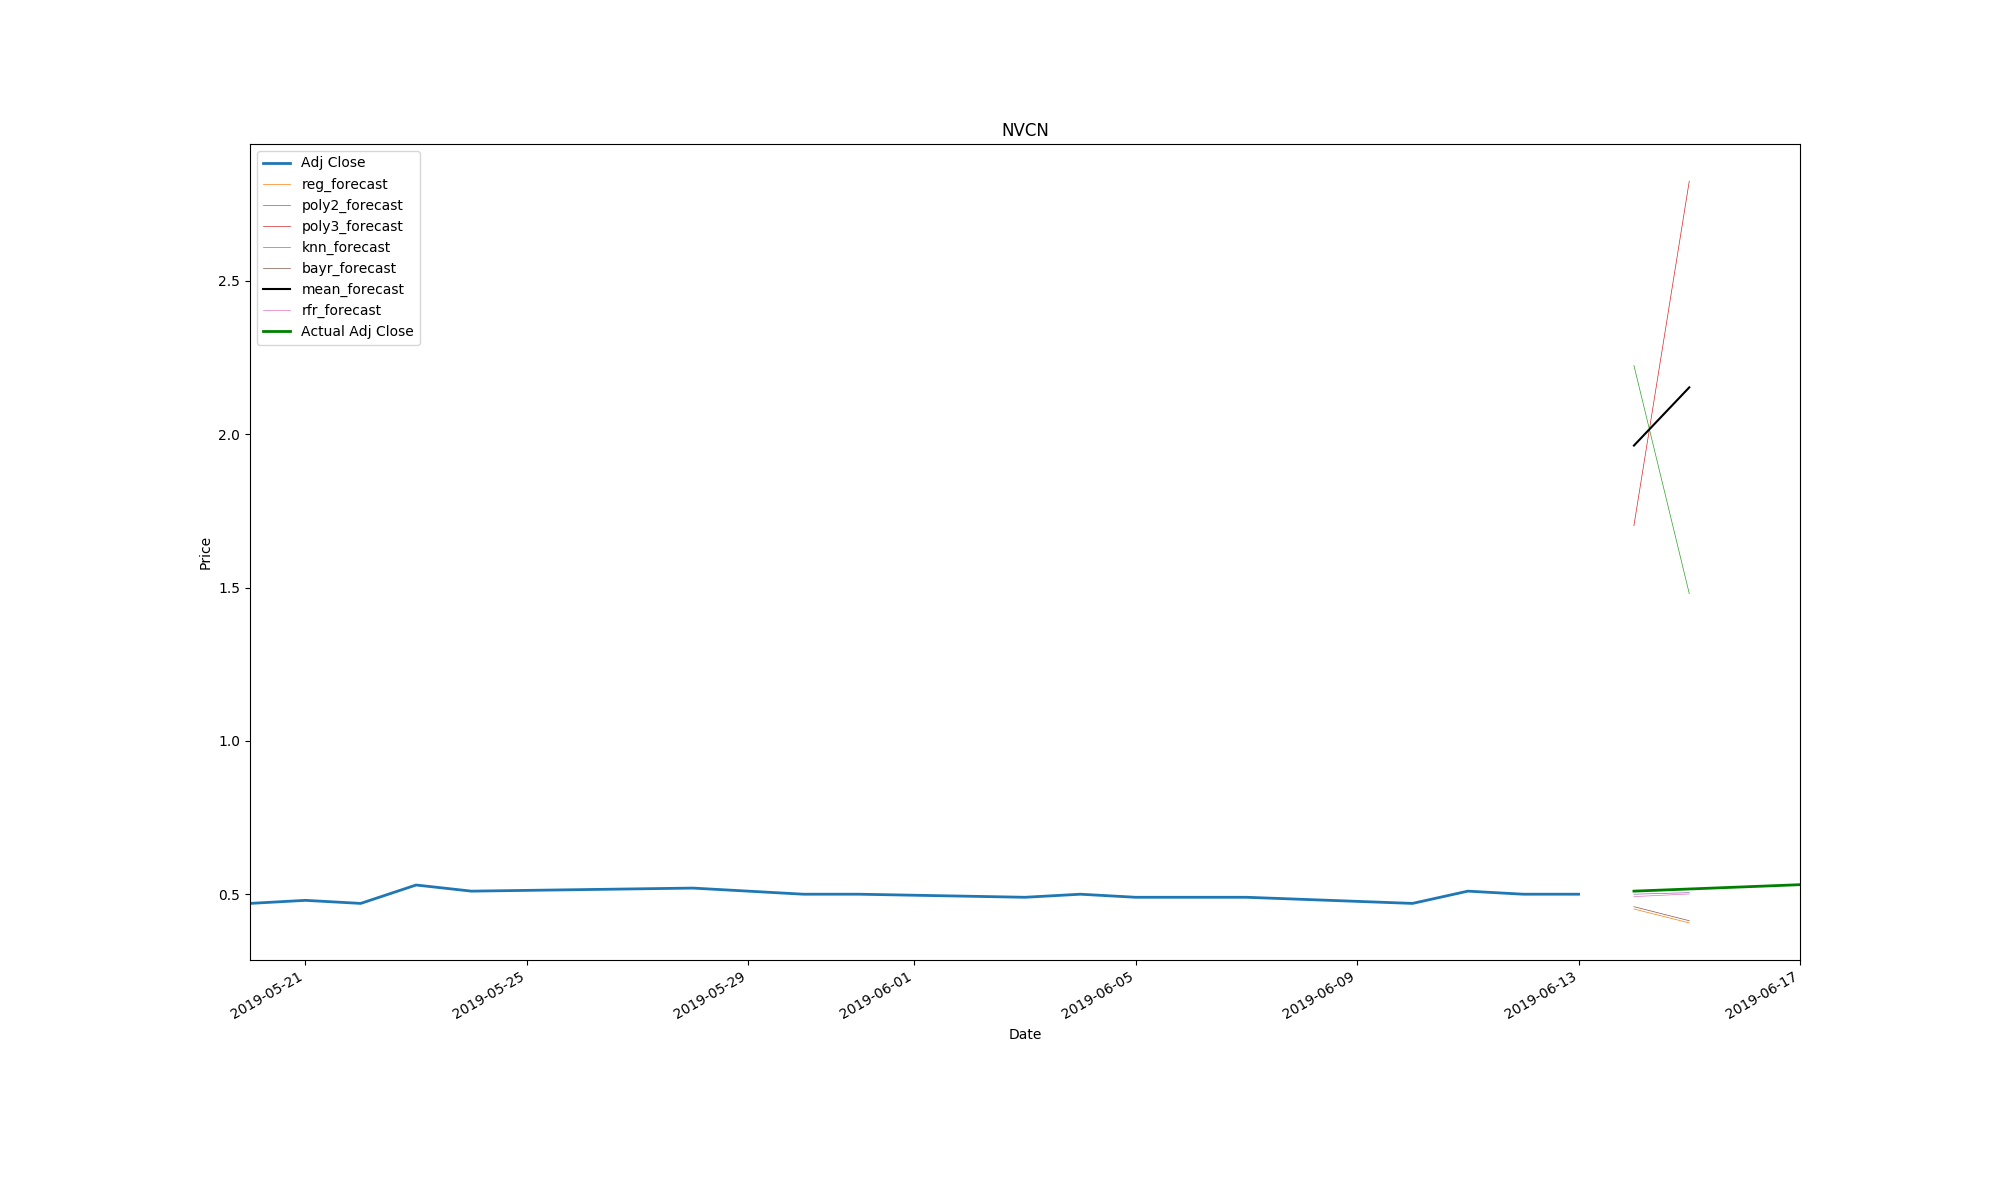 NVCN
Adj Close
reg_forecast
poly2_forecast
poly3_forecast
knn_forecast
bayr_forecast
mean_forecast
rfr_forecast
Actual Adj Close
Price
2.5
2.0
1.5
1.0
0.5
2019-05-21
2019-05-25
2019-05-29
2019-06-01
2019-06-05
2019-06-09
2019-06-13
2019-06-17
Date